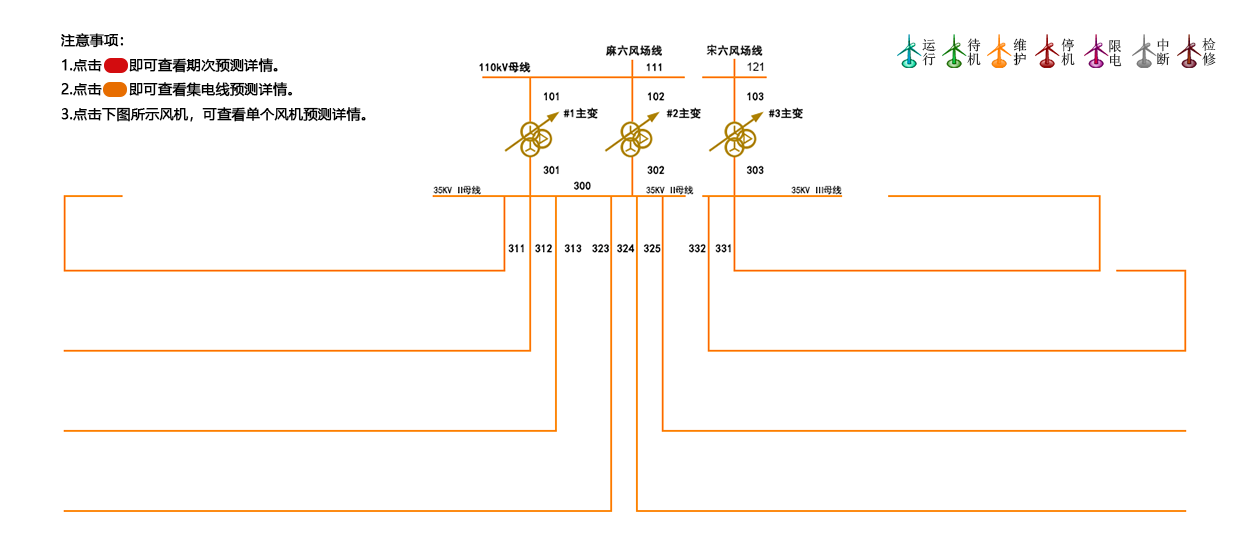 注意事项：
1.点击 即可查看期次预测详情。
2.点击 即可查看集电线预测详情。
3.点击下图所示风机，可查看单个风机预测详情。
运行
待机
维护
停机
限电
中断
检修
麻六风场线
宋六风场线
110kV母线
111
121
101
102
103
#1主变
#2主变
#3主变
301
302
303
35KV II母线
300
35KV II母线
35KV III母线
311
312
313
323
324
325
332
331